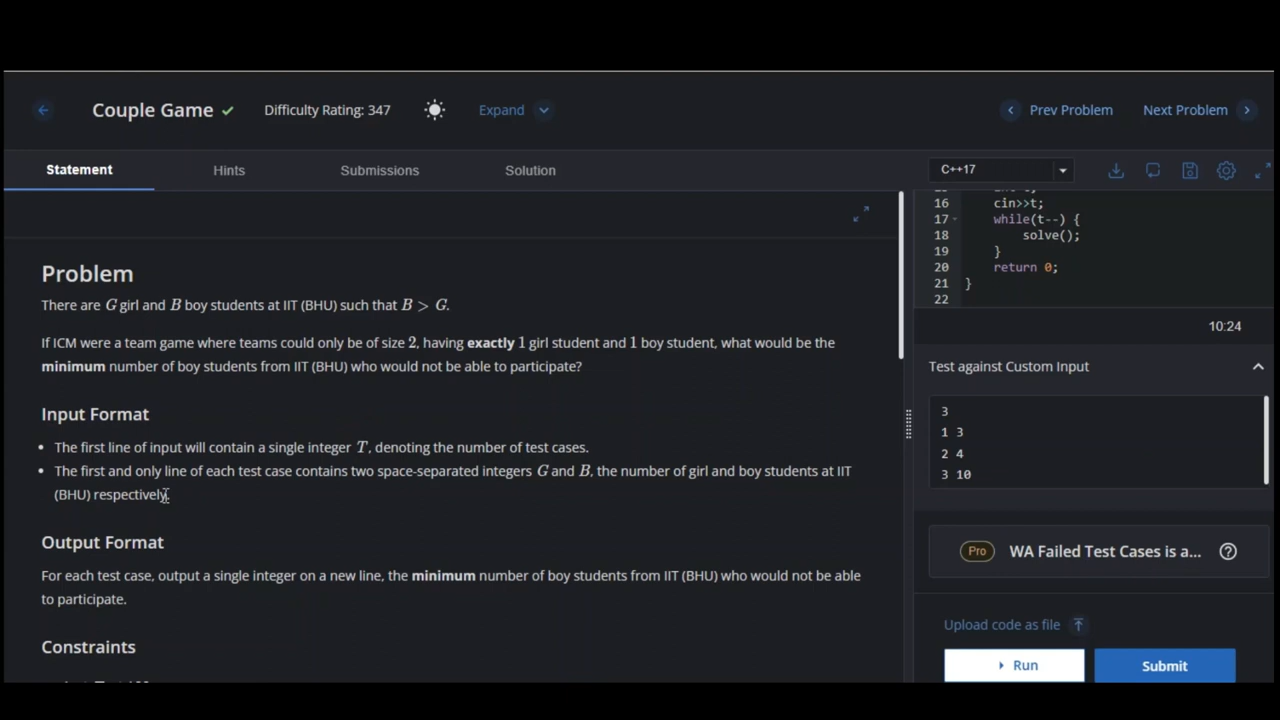 Couple Game
Difficulty Rating: 347
Expand
Prev Problem
Next Problem
Statement
Hints
Submissions
Solution
C++17
Problem
There are G girl and B boy students at IIT (BHU) such that B > G.
If ICM were a team game where teams could only be of size 2, having exactly 1 girl student and 1 boy student, what would be the
minimum number of boy students from IIT (BHU) who would not be able to participate?
Input Format
• The first line of input will contain a single integer T, denoting the number of test cases.
• The first and only line of each test case contains two space-separated integers G and B, the number of girl and boy students at IIT
(BHU) respectively.
Output Format
For each test case, output a single integer on a new line, the minimum number of boy students from IIT (BHU) who would not be able
to participate.
Constraints
16 cin>>t;
17 while(t--) {
18 solve();
19 }
20 return 0;
21 }
22
10:24
Test against Custom Input
3
1 3
2 4
3 10
Pro WA Failed Test Cases is a...
Upload code as file
Run
Submit